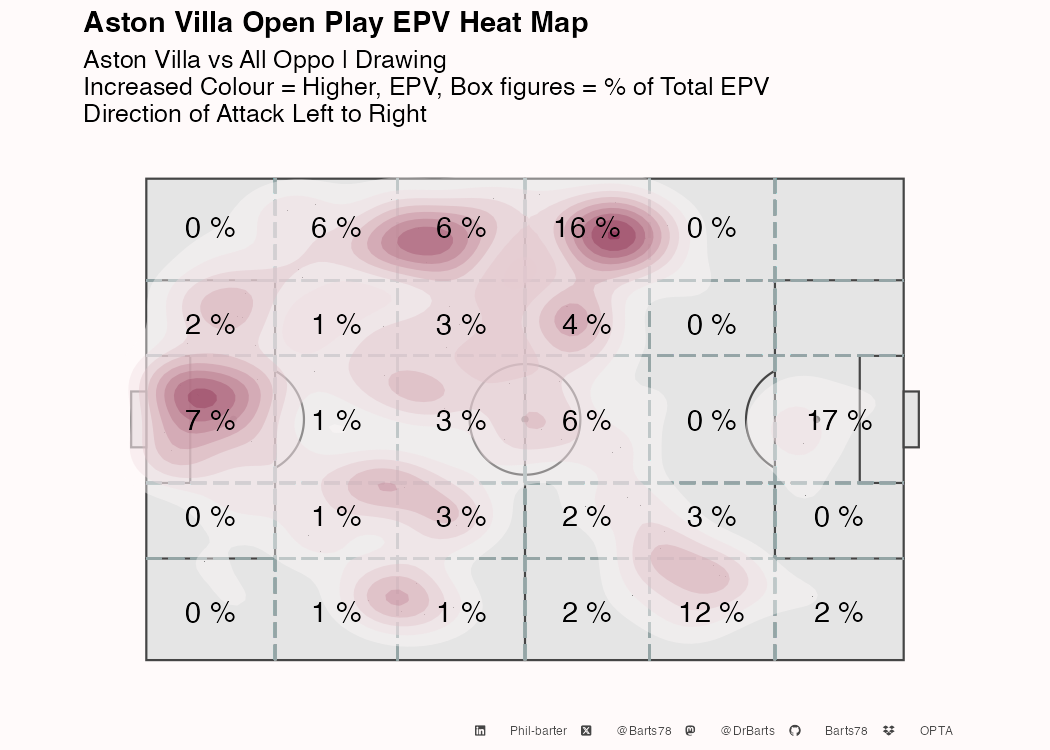 Aston Villa Open Play EPV Heat Map
Aston Villa vs All Oppo | Drawing
Increased Colour = Higher, EPV, Box figures = % of Total EPV
Direction of Attack Left to Right
0 % 6 % 6 % 16 % 0 %
2 % 1 % 3 % 4 % 0 %
7 % 1 % 3 % 6 % 0 % 17 %
0 % 1 % 3 % 2 % 3 % 0 %
0 % 1 % 1 % 2 % 12 % 2 %
Phil-barter @Barts78 @DrBarts Barts78 OPTA